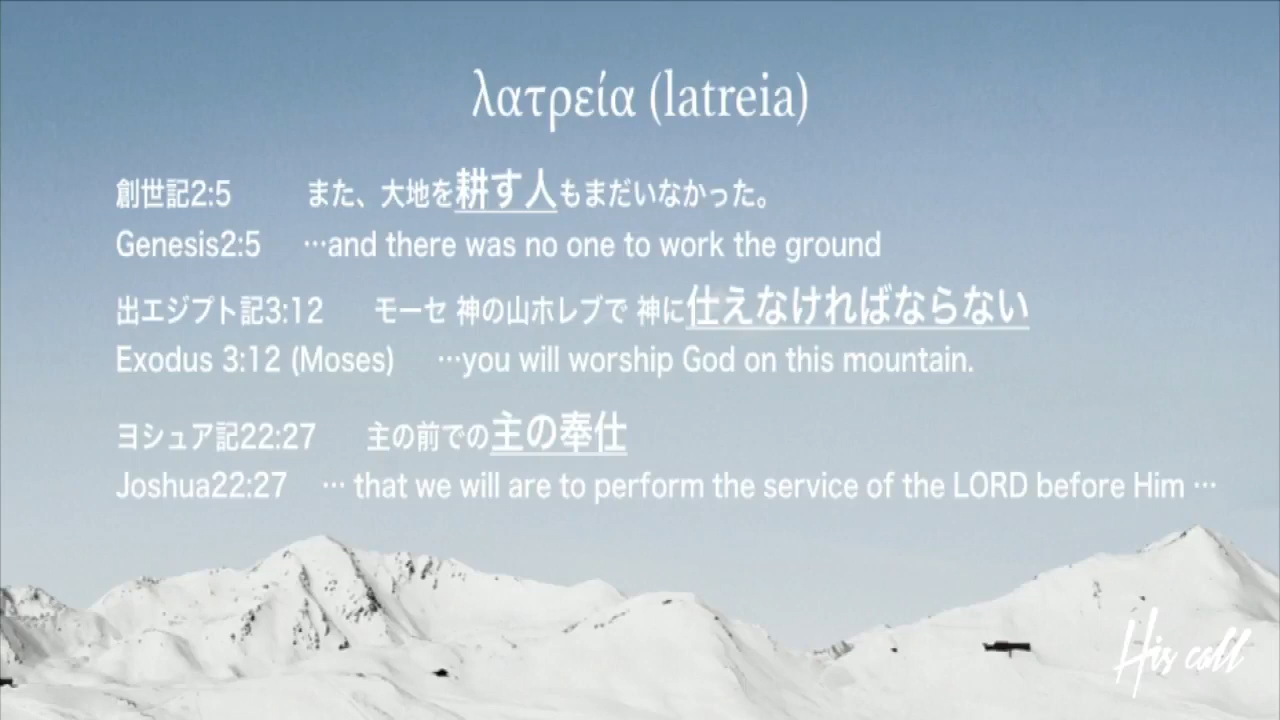 λατρεία (latreia)
創世記2:5 また、大地を耕す人もまだいなかった。
Genesis2:5 …and there was no one to work the ground
出エジプト記3:12 モーセ 神の山ホレブで 神に仕えなければならない
Exodus 3:12 (Moses) …you will worship God on this mountain.
ヨシュア記22:27 主の前での主の奉仕
Joshua22:27 … that we will are to perform the service of the LORD before Him …
His call